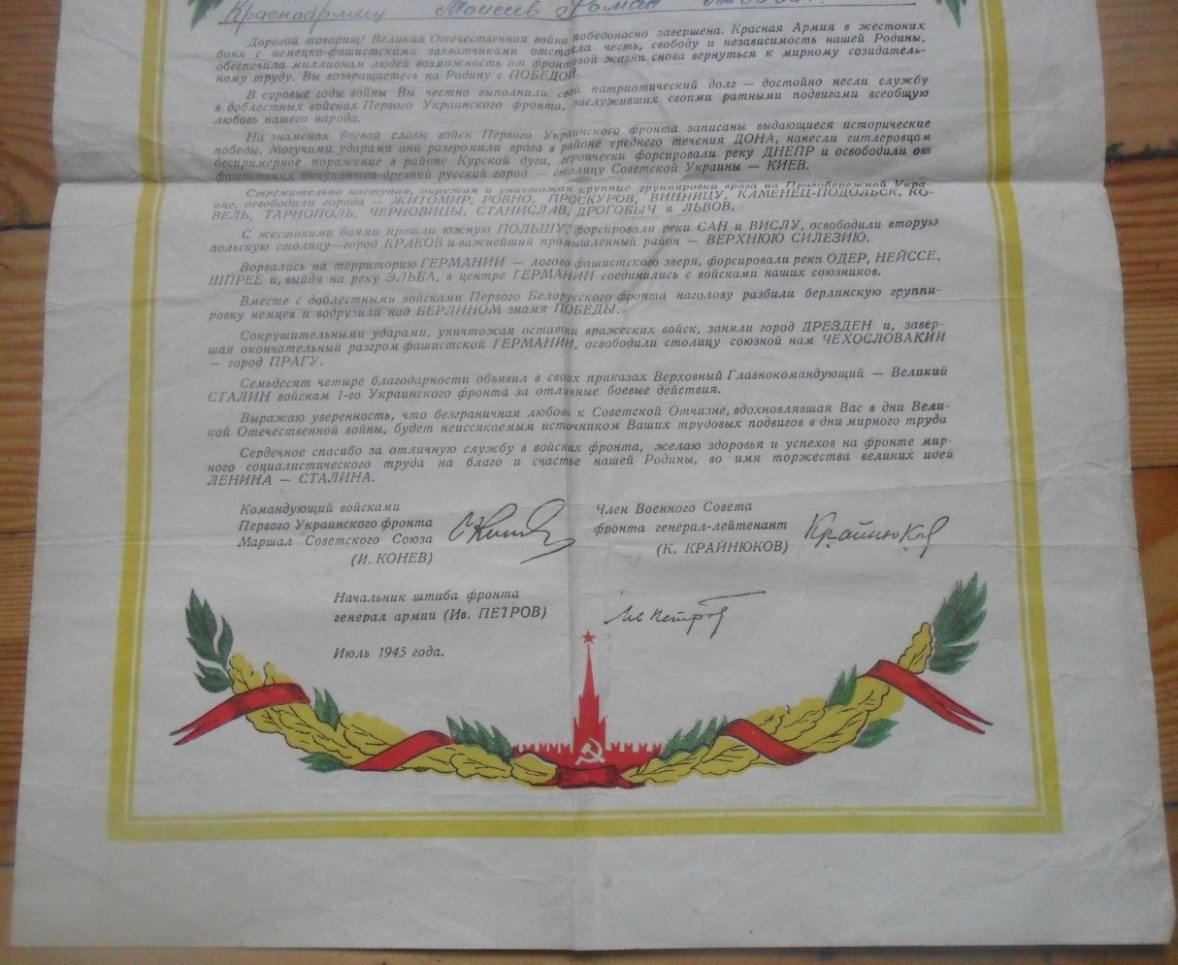 Красноармейцу Моисеев Роман
Дорогой товарищ! Великая Отечественная война победоносно завершена. Красная Армия в жестоких
боях с немецко-фашистскими захватчиками отстояла честь, свободу и независимость нашей Родины,
обеспечила миллионам людей возможность от фронтовой жизни снова вернуться к мирному созидатель-
ному труду. Вы возвращаетесь на Родину с ПОБЕДОЙ.
В суровые годы войны Вы честно выполнили свой патриотический долг — достойно несли службу
в доблестных войсках Первого Украинского фронта, заслуживших своими ратными подвигами всеобщую
любовь нашего народа.
На знаменах боевой славы войск Первого Украинского фронта записаны выдающиеся исторические
победы. Могучими ударами они разгромили врага в районе среднего течения ДОНА, нанесли гитлеровцам
беспримерное поражение в районе Курской дуги, героически форсировали реку ДНЕПР и освободили от
фашистских оккупантов древний русский город — столицу Советской Украины — КИЕВ.
Стремительно наступая, окружая и уничтожая крупные группировки врага на Правобережной Укра-
ине, освободили города — ЖИТОМИР, РОВНО, ПРОСКУРОВ, ВИННИЦУ, КАМЕНЕЦ-ПОДОЛЬСК, КО-
ВЕЛЬ, ТАРНОПОЛЬ, ЧЕРНОВИЦЫ, СТАНИСЛАВ, ДРОГОБЫЧ и ЛЬВОВ.
С жестокими боями прошли южную ПОЛЬШУ, форсировали реки САН и ВИСЛУ, освободили вторую
польскую столицу—город КРАКОВ и важнейший промышленный район — ВЕРХНЮЮ СИЛЕЗИЮ.
Ворвались на территорию ГЕРМАНИИ — логово фашистского зверя, форсировали реки ОДЕР, НЕЙССЕ,
ШПРЕЕ и, выйдя на реку ЭЛЬБА, в центре ГЕРМАНИИ соединились с войсками наших союзников.
Вместе с доблестными войсками Первого Белорусского фронта наголову разбили берлинскую группи-
ровку немцев и водрузили над БЕРЛИНОМ знамя ПОБЕДЫ.
Сокрушительными ударами, уничтожая остатки вражеских войск, заняли город ДРЕЗДЕН и, завер-
шая окончательный разгром фашистской ГЕРМАНИИ, освободили столицу союзной нам ЧЕХОСЛОВАКИИ
— город ПРАГУ.
Семьдесят четыре благодарности объявил в своих приказах Верховный Главнокомандующий — Великий
СТАЛИН войскам 1-го Украинского фронта за отличные боевые действия.
Выражаю уверенность, что безграничная любовь к Советской Отчизне, вдохновлявшая Вас в дни Вели-
кой Отечественной войны, будет неиссякаемым источником Ваших трудовых подвигов в дни мирного труда
Сердечное спасибо за отличную службу в войсках фронта, желаю здоровья и успехов на фронте мир-
ного социалистического труда на благо и счастье нашей Родины, во имя торжества великих идей
ЛЕНИНА — СТАЛИНА.
Командующий войсками
Первого Украинского фронта
Маршал Советского Союза
(И. КОНЕВ)
Член Военного Совета
фронта генерал-лейтенант
(К. КРАЙНЮКОВ)
Крайнюков
Начальник штаба фронта
генерал армии (Ив. ПЕТРОВ)
Ив Петров
Июль 1945 года.